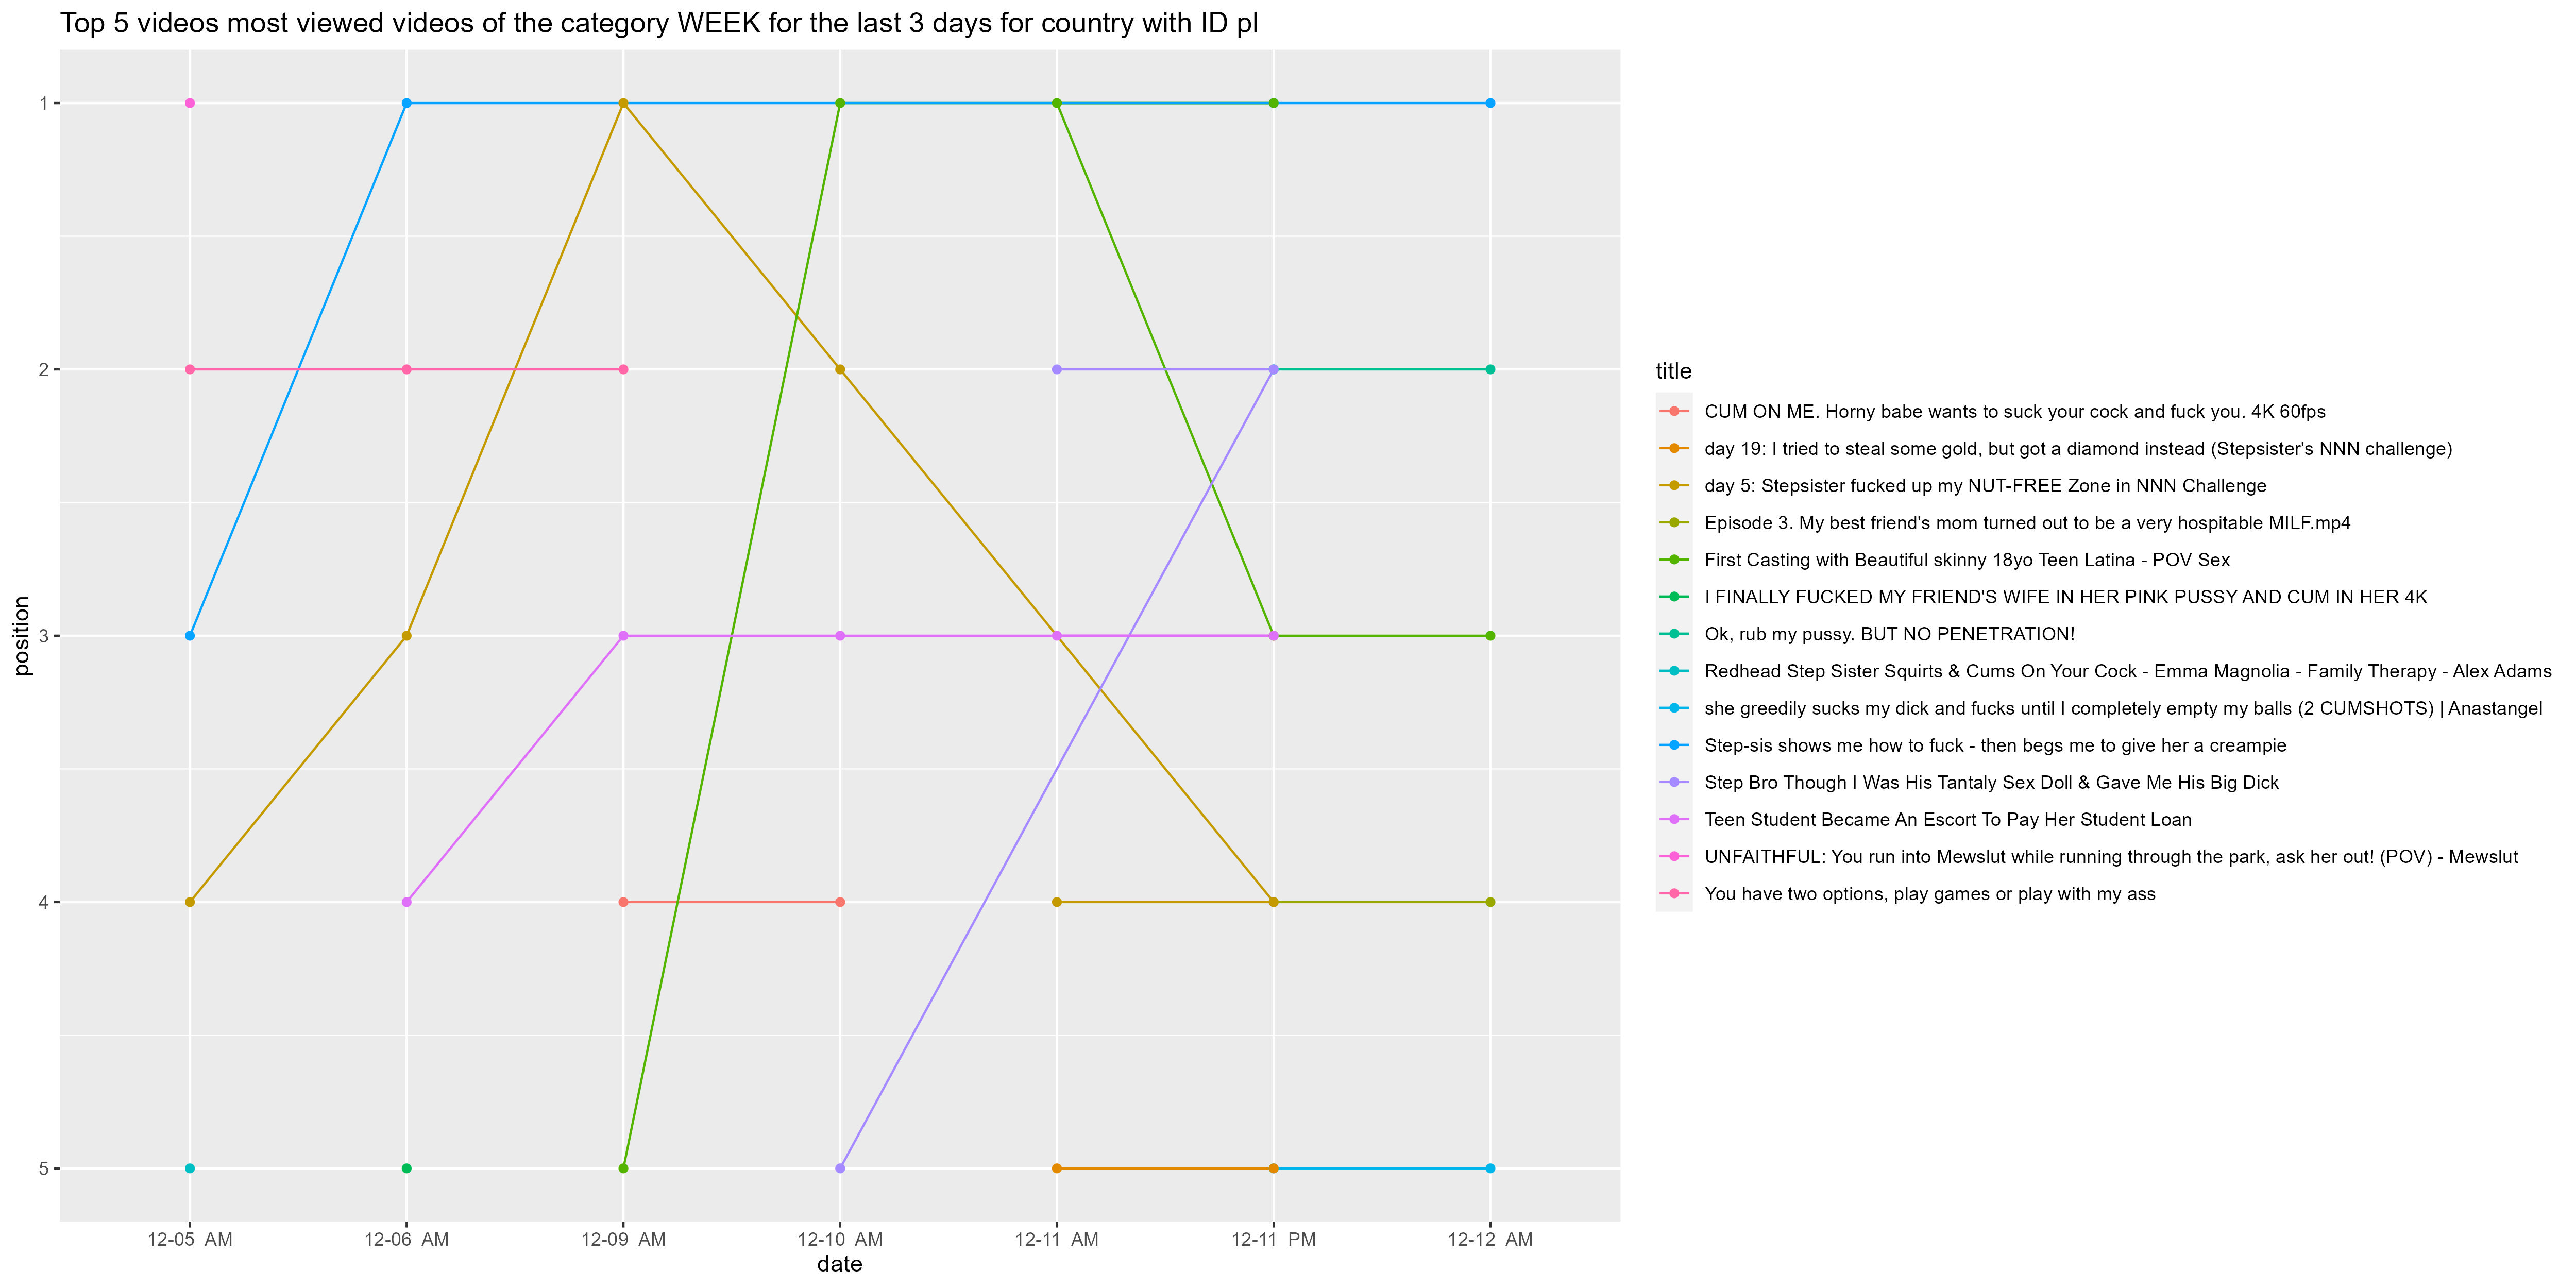 Top 5 videos most viewed videos of the category WEEK for the last 3 days for country with ID pl
position
1
2
3
4
5
12-05 AM
12-06 AM
12-09 AM
12-10 AM
12-11 AM
12-11 PM
12-12 AM
date
title
CUM ON ME. Horny babe wants to suck your cock and fuck you. 4K 60fps
day 19: I tried to steal some gold, but got a diamond instead (Stepsister's NNN challenge)
day 5: Stepsister fucked up my NUT-FREE Zone in NNN Challenge
Episode 3. My best friend's mom turned out to be a very hospitable MILF.mp4
First Casting with Beautiful skinny 18yo Teen Latina - POV Sex
I FINALLY FUCKED MY FRIEND'S WIFE IN HER PINK PUSSY AND CUM IN HER 4K
Ok, rub my pussy. BUT NO PENETRATION!
Redhead Step Sister Squirts & Cums On Your Cock - Emma Magnolia - Family Therapy - Alex Adams
she greedily sucks my dick and fucks until I completely empty my balls (2 CUMSHOTS) | Anastangel
Step-sis shows me how to fuck - then begs me to give her a creampie
Step Bro Though I Was His Tantaly Sex Doll & Gave Me His Big Dick
Teen Student Became An Escort To Pay Her Student Loan
UNFAITHFUL: You run into Mewslut while running through the park, ask her out! (POV) - Mewslut
You have two options, play games or play with my ass